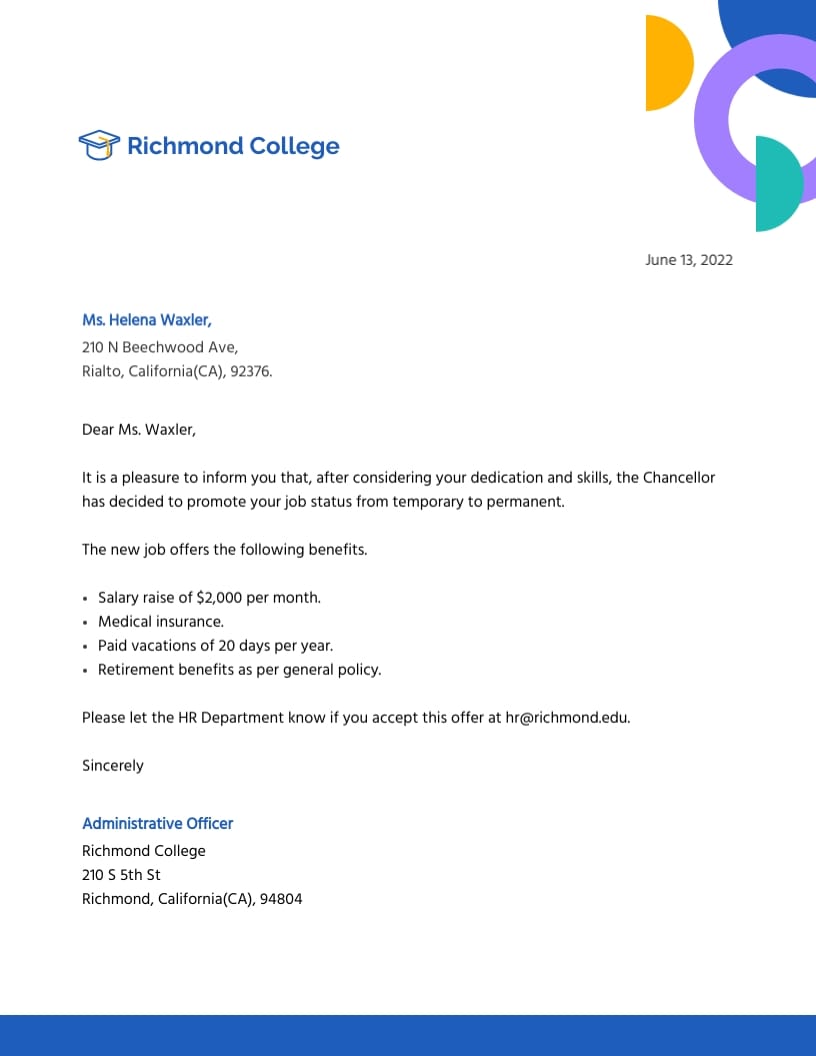 Richmond College
June 13, 2022
Ms. Helena Waxler,
210 N Beechwood Ave,
Rialto, California(CA), 92376.
Dear Ms. Waxler,
It is a pleasure to inform you that, after considering your dedication and skills, the Chancellor
has decided to promote your job status from temporary to permanent.
The new job offers the following benefits.
• Salary raise of $2,000 per month.
• Medical insurance.
• Paid vacations of 20 days per year.
• Retirement benefits as per general policy.
Please let the HR Department know if you accept this offer at hr@richmond.edu.
Sincerely
Administrative Officer
Richmond College
210 S 5th St
Richmond, California(CA), 94804